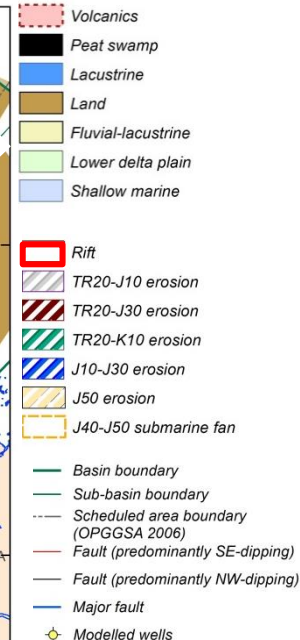 Volcanics
Peat swamp
Lacustrine
Land
Fluvial-lacustrine
Lower delta plain
Shallow marine
Rift
TR20-J10 erosion
TR20-J30 erosion
TR20-K10 erosion
J10-J30 erosion
J50 erosion
J40-J50 submarine fan
Basin boundary
Sub-basin boundary
Scheduled area boundary
(OPGGSA 2006)
Fault (predominantly SE-dipping)
Fault (predominantly NW-dipping)
Major fault
Modelled wells